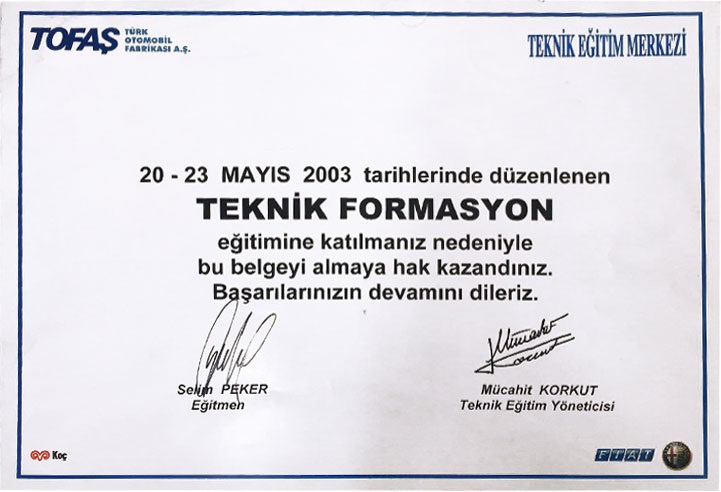 TOFAŞ TÜRK OTOMOBİL FABRİKASI A.Ş.
TEKNİK EĞİTİM MERKEZİ
20 - 23 MAYIS 2003 tarihlerinde düzenlenen
TEKNİK FORMASYON
eğitimine katılmanız nedeniyle
bu belgeyi almaya hak kazandınız.
Başarılarınızın devamını dileriz.
Selim PEKER
Eğitmen
Mücahit KORKUT
Teknik Eğitim Yöneticisi
Koç
FIAT